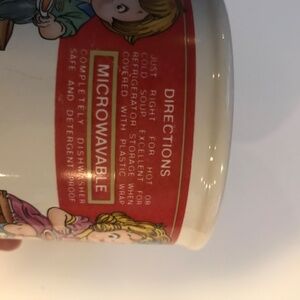 DIRECTIONS
JUST RIGHT FOR HOT OR
COLD SOUP EXCELLENT FOR
REFRIGERATOR STORAGE WHEN
COVERED WITH PLASTIC WRAP
MICROWAVABLE
COMPLETELY DISHWASHER
SAFE AND DETERGENT PROOF